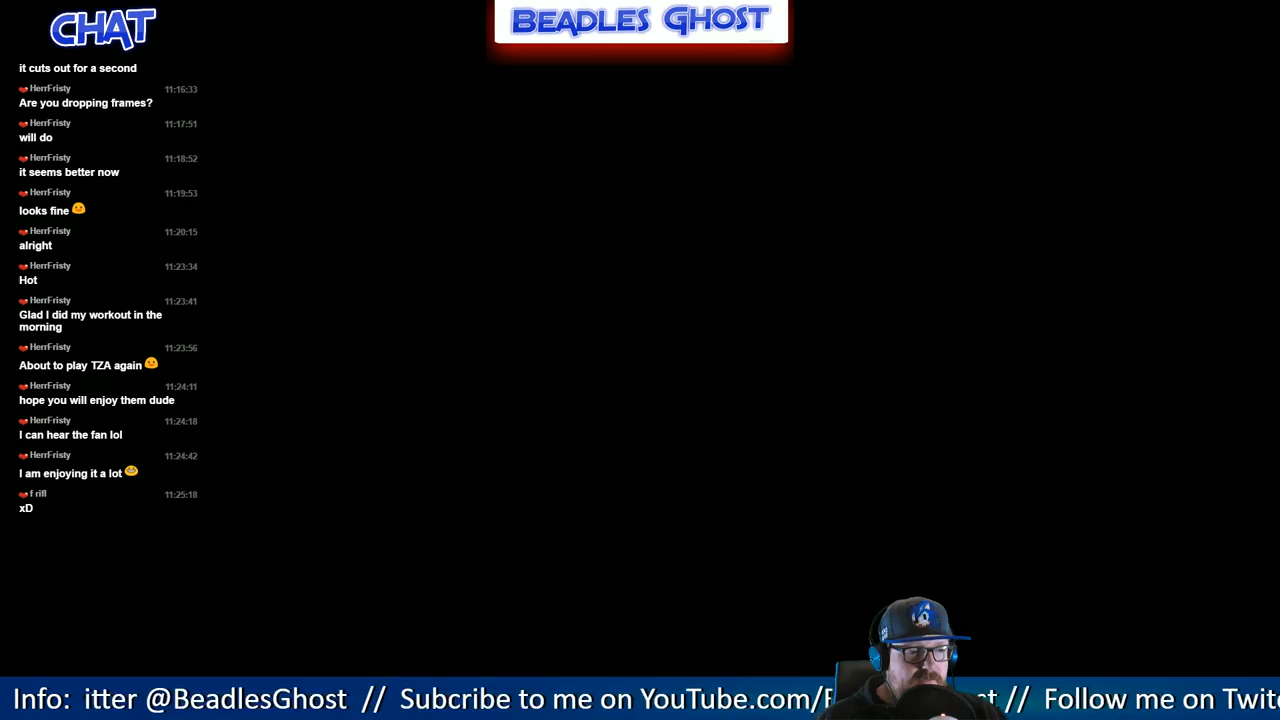 CHAT
BEADLES GHOST
it cuts out for a second
HerrFristy 11:16:33
Are you dropping frames?
HerrFristy 11:17:51
will do
HerrFristy 11:18:52
it seems better now
HerrFristy 11:19:53
looks fine
HerrFristy 11:20:15
alright
HerrFristy 11:23:34
Hot
HerrFristy 11:23:41
Glad I did my workout in the
morning
HerrFristy 11:23:56
About to play TZA again
HerrFristy 11:24:11
hope you will enjoy them dude
HerrFristy 11:24:18
I can hear the fan lol
HerrFristy 11:24:42
I am enjoying it a lot
f rifl 11:25:18
xD
Info: itter @BeadlesGhost // Subcribe to me on YouTube.com/ st // Follow me on Twit